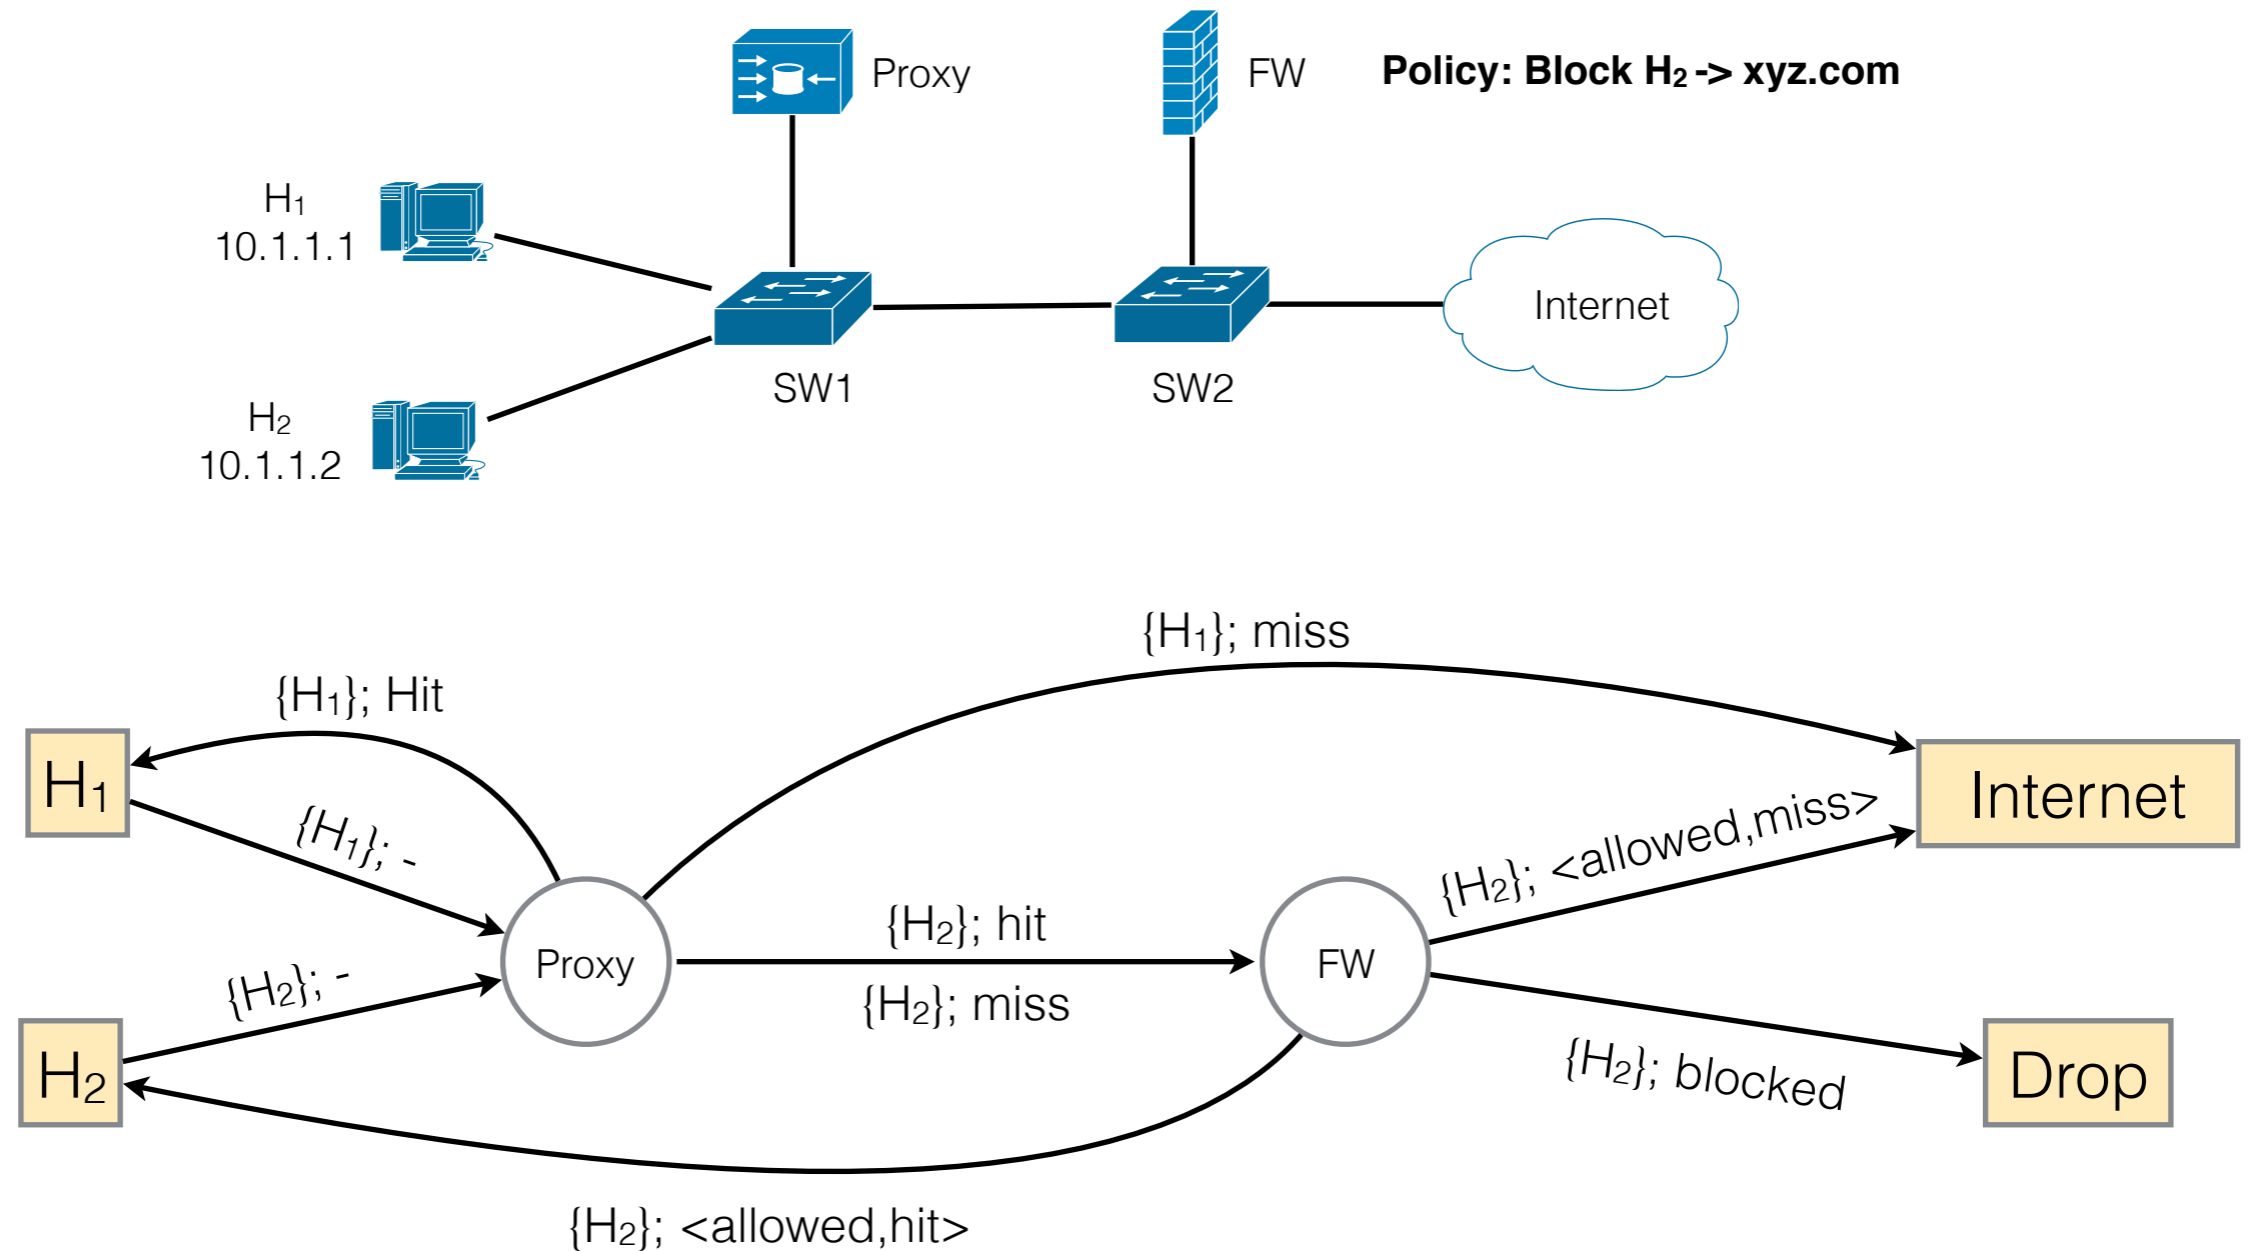 Proxy
FW
Policy: Block H₂ -> xyz.com
H₁
10.1.1.1
Internet
SW1
SW2
H₂
10.1.1.2
{H₁}; miss
{H₁}; Hit
H₁
Internet
{H₁}; -
{H₂}; <allowed,miss>
{H₂}; hit
Proxy
FW
{H₂}; -
{H₂}; miss
H₂
{H₂}; blocked
Drop
{H₂}; <allowed,hit>